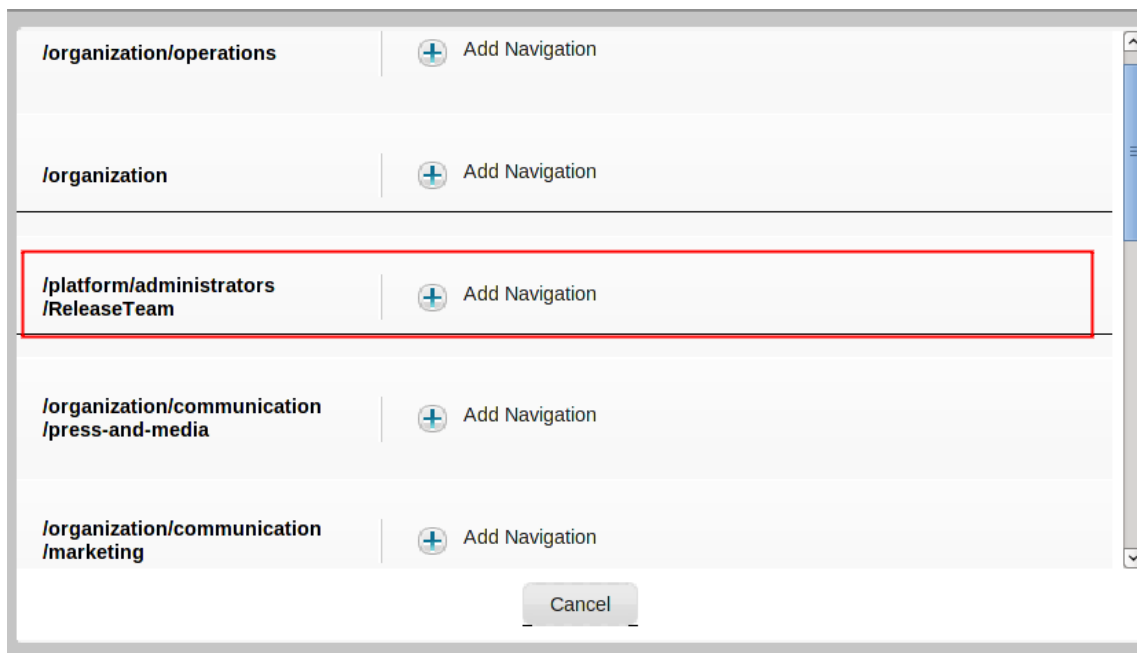 /organization/operations
Add Navigation
/organization
Add Navigation
/platform/administrators
/ReleaseTeam
Add Navigation
/organization/communication
/press-and-media
Add Navigation
/organization/communication
/marketing
Add Navigation
Cancel